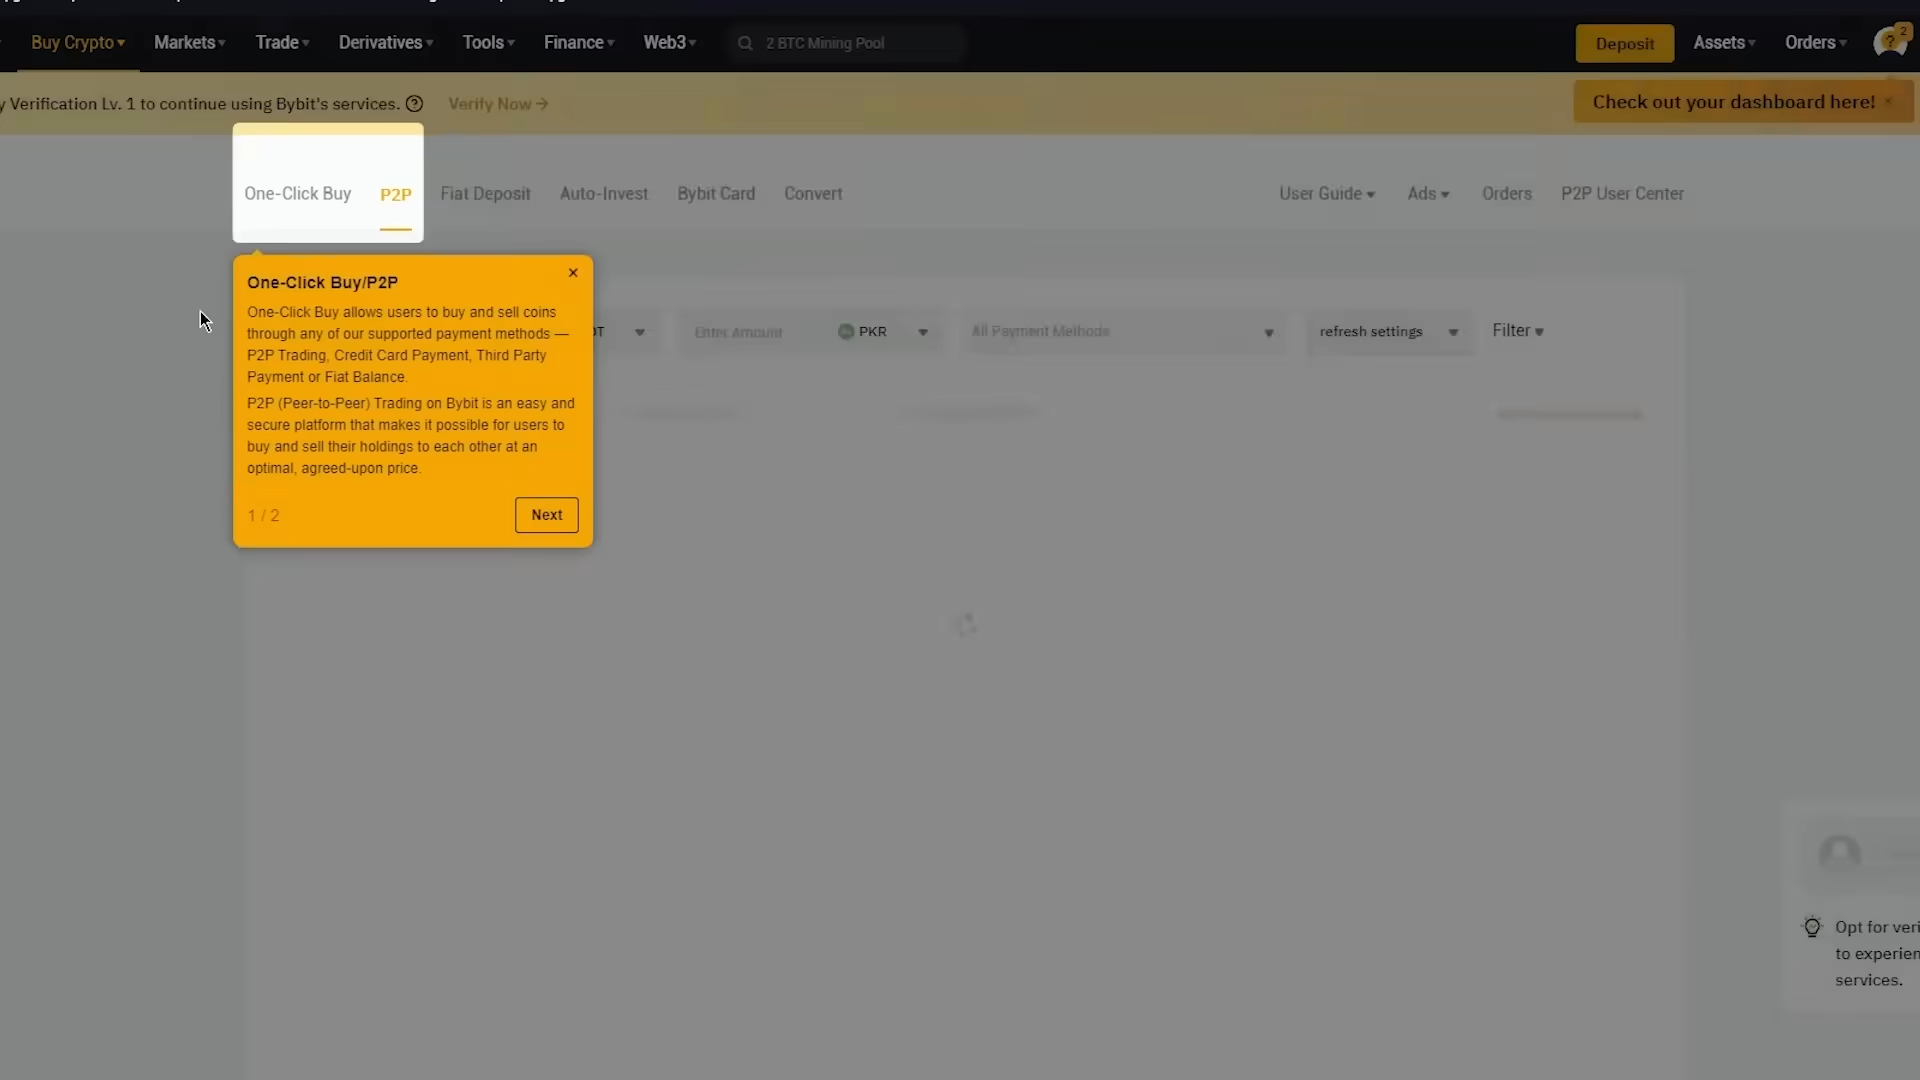 Buy Crypto Markets Trade Derivatives Tools Finance Web3 2 BTC Mining Pool Deposit Assets Orders 2
y Verification Lv. 1 to continue using Bybit's services. Verify Now → Check out your dashboard here! ×
One-Click Buy P2P Fiat Deposit Auto-Invest Bybit Card Convert User Guide Ads Orders P2P User Center
One-Click Buy/P2P ×
One-Click Buy allows users to buy and sell coins
through any of our supported payment methods —
P2P Trading, Credit Card Payment, Third Party
Payment or Fiat Balance.
P2P (Peer-to-Peer) Trading on Bybit is an easy and
secure platform that makes it possible for users to
buy and sell their holdings to each other at an
optimal, agreed-upon price.
1 / 2 Next
DT Enter Amount PKR All Payment Methods refresh settings Filter
Opt for veri
to experien
services.